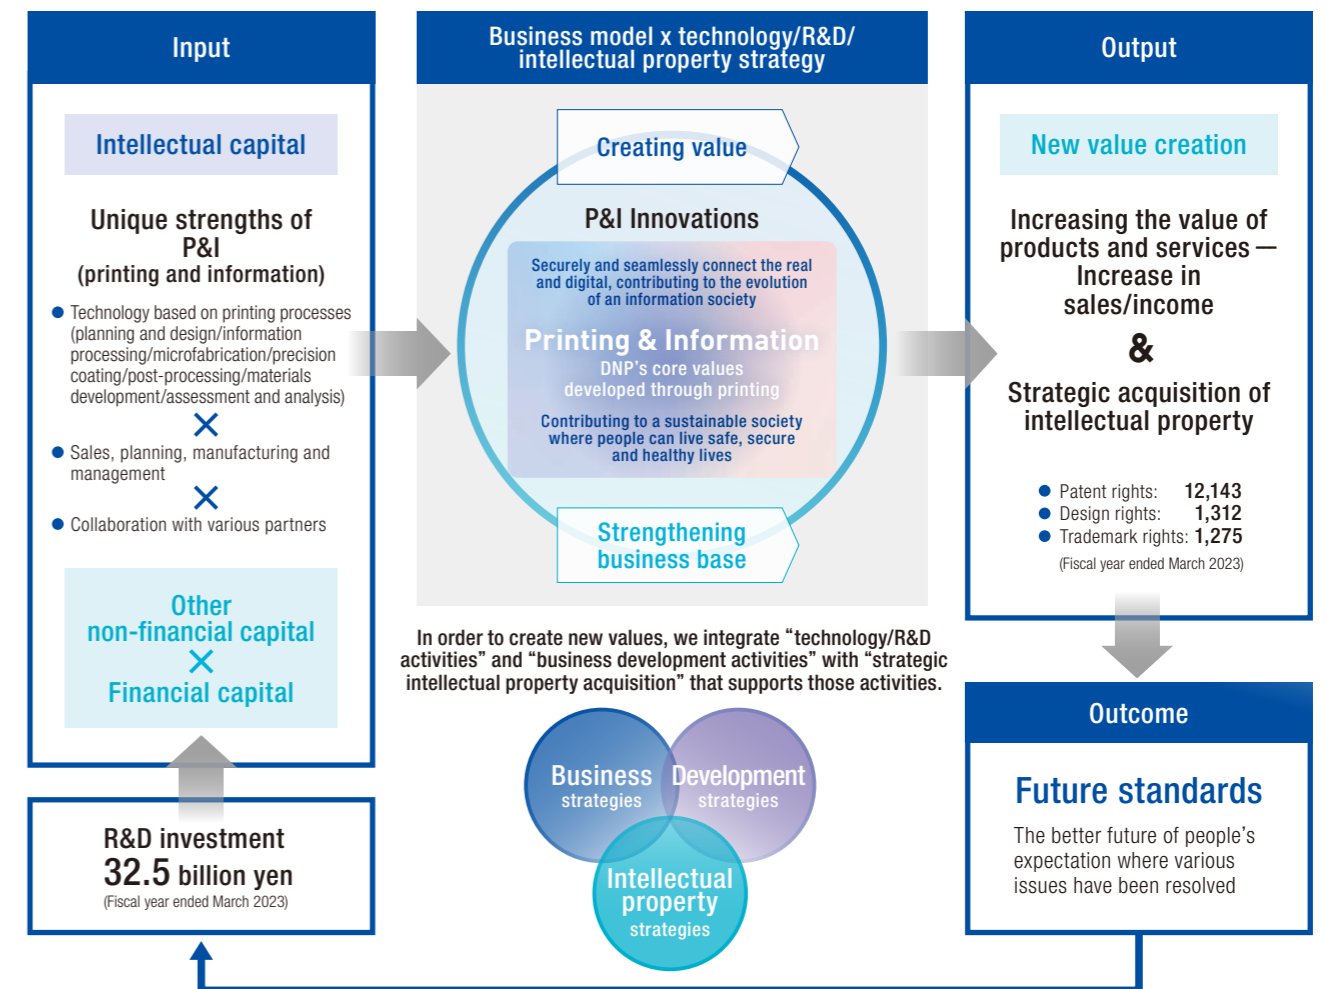 Input
Intellectual capital
Unique strengths of
P&I
(printing and information)
● Technology based on printing processes
(planning and design/information
processing/microfabrication/precision
coating/post-processing/materials
development/assessment and analysis)
×
● Sales, planning, manufacturing and
management
×
● Collaboration with various partners
Other
non-financial capital
×
Financial capital
R&D investment
32.5 billion yen
(Fiscal year ended March 2023)
Business model x technology/R&D/
intellectual property strategy
Creating value
P&I Innovations
Securely and seamlessly connect the real
and digital, contributing to the evolution
of an information society
Printing & Information
DNP's core values
developed through printing
Contributing to a sustainable society
where people can live safe, secure
and healthy lives
Strengthening
business base
In order to create new values, we integrate “technology/R&D
activities” and “business development activities” with “strategic
intellectual property acquisition” that supports those activities.
Business
strategies
Development
strategies
Intellectual
property
strategies
Output
New value creation
Increasing the value of
products and services —
Increase in
sales/income
&
Strategic acquisition of
intellectual property
● Patent rights: 12,143
● Design rights: 1,312
● Trademark rights: 1,275
(Fiscal year ended March 2023)
Outcome
Future standards
The better future of people's
expectation where various
issues have been resolved